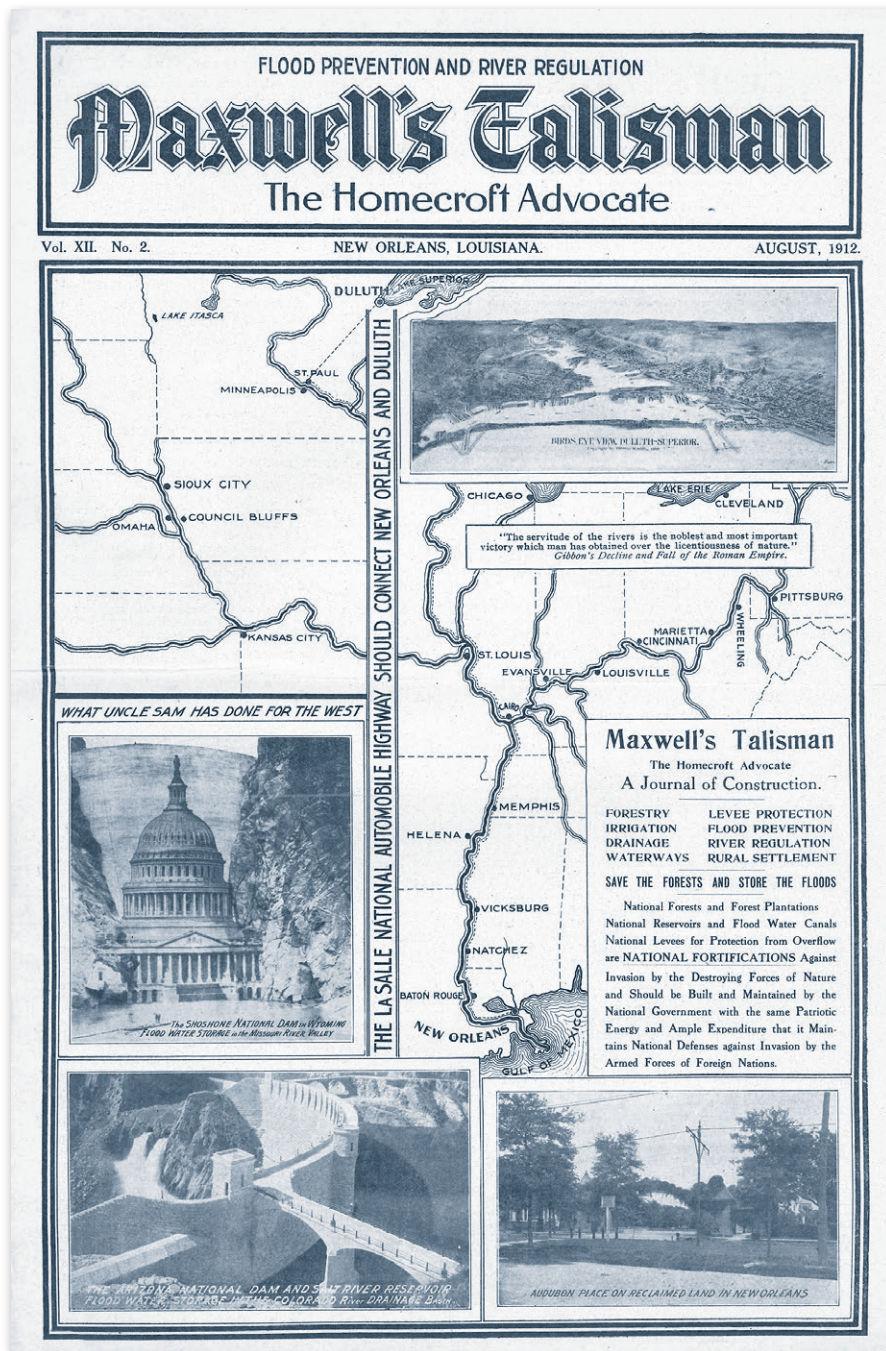 FLOOD PREVENTION AND RIVER REGULATION
Maxwell's Talisman
The Homecroft Advocate
Vol. XII. No. 2.
NEW ORLEANS, LOUISIANA.
AUGUST, 1912.
DULUTH
LAKE SUPERIOR
LAKE ITASCA
ST. PAUL
MINNEAPOLIS
SIOUX CITY
OMAHA
COUNCIL BLUFFS
KANSAS CITY
THE LASALLE NATIONAL AUTOMOBILE HIGHWAY SHOULD CONNECT NEW ORLEANS AND DULUTH
BIRDS EYE VIEW, DULUTH-SUPERIOR.
CHICAGO
LAKE ERIE
CLEVELAND
"The servitude of the rivers is the noblest and most important
victory which man has obtained over the licentiousness of nature."
Gibbon's Decline and Fall of the Roman Empire.
PITTSBURG
WHEELING
MARIETTA
CINCINNATI
ST. LOUIS
EVANSVILLE
LOUISVILLE
CAIRO
MEMPHIS
HELENA
VICKSBURG
NATCHEZ
BATON ROUGE
NEW ORLEANS
GULF OF MEXICO
WHAT UNCLE SAM HAS DONE FOR THE WEST
The SHOSHONE NATIONAL DAM in WYOMING
FLOOD WATER STORAGE in the MISSOURI RIVER VALLEY
Maxwell's Talisman
The Homecroft Advocate
A Journal of Construction.
FORESTRY LEVEE PROTECTION
IRRIGATION FLOOD PREVENTION
DRAINAGE RIVER REGULATION
WATERWAYS RURAL SETTLEMENT
SAVE THE FORESTS AND STORE THE FLOODS
National Forests and Forest Plantations
National Reservoirs and Flood Water Canals
National Levees for Protection from Overflow
are NATIONAL FORTIFICATIONS Against
Invasion by the Destroying Forces of Nature
and Should be Built and Maintained by the
National Government with the same Patriotic
Energy and Ample Expenditure that it Main-
tains National Defenses against Invasion by the
Armed Forces of Foreign Nations.
THE ARIZONA NATIONAL DAM AND SALT RIVER RESERVOIR
FLOOD WATER STORAGE IN THE COLORADO River DRAINAGE Basin.
AUDUBON PLACE ON RECLAIMED LAND IN NEW ORLEANS